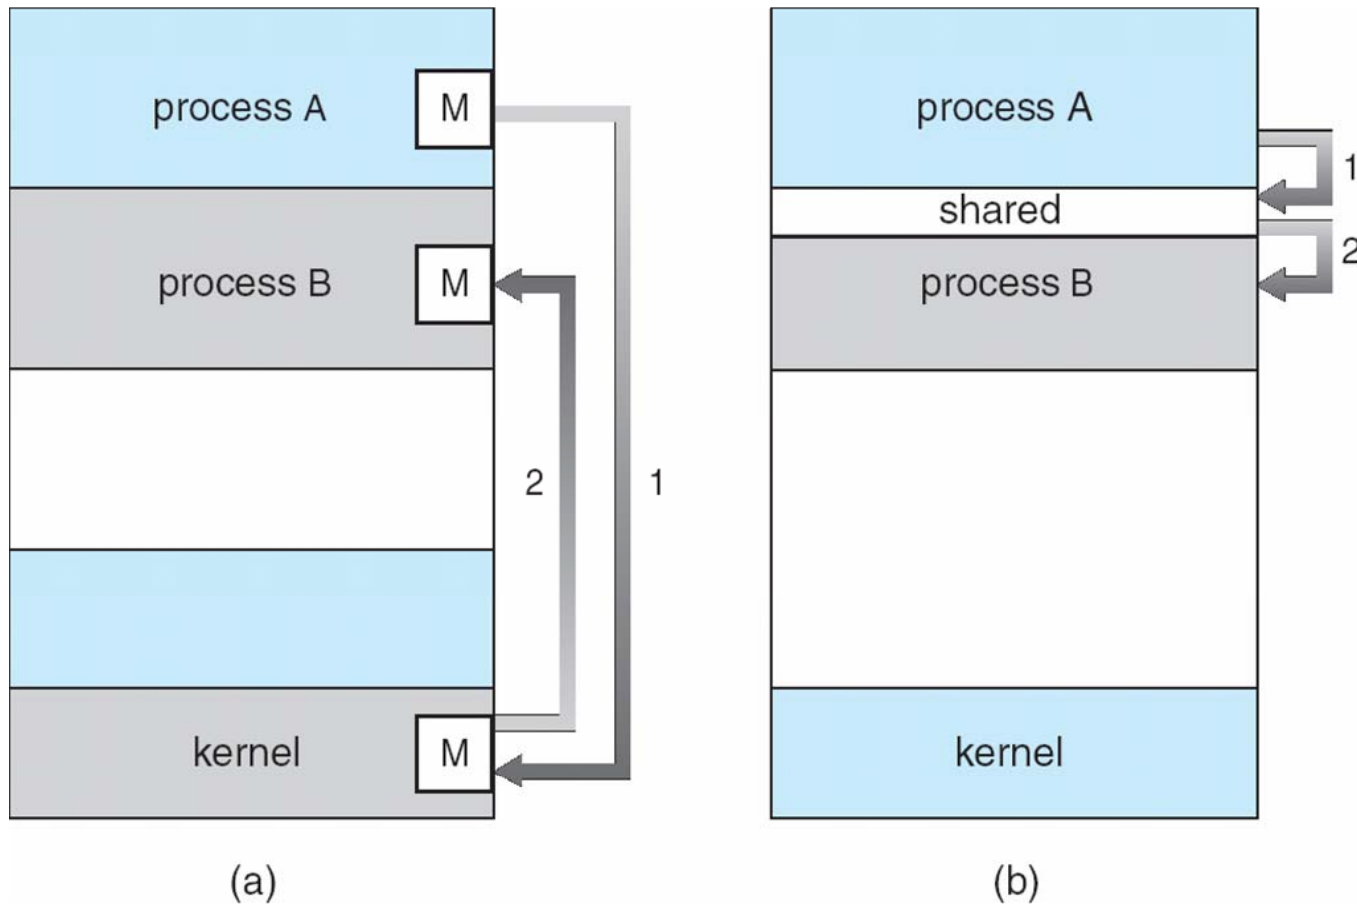 process A
M
process B
M
2
1
kernel
M
(a)
process A
1
shared
2
process B
kernel
(b)